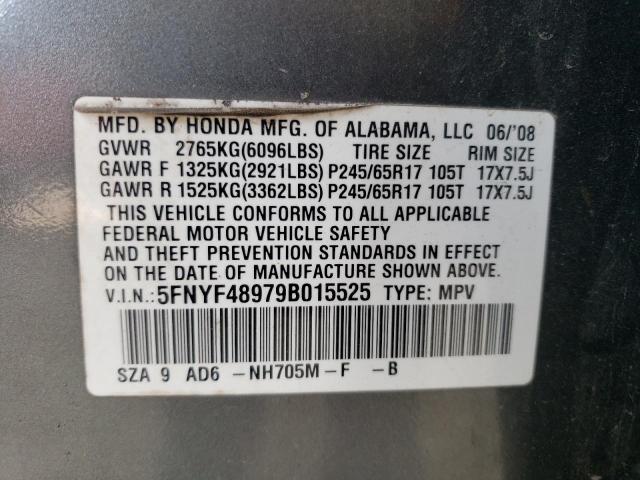 MFD. BY HONDA MFG. OF ALABAMA, LLC 06/'08
GVWR 2765KG(6096LBS) TIRE SIZE RIM SIZE
GAWR F 1325KG(2921LBS) P245/65R17 105T 17X7.5J
GAWR R 1525KG(3362LBS) P245/65R17 105T 17X7.5J
THIS VEHICLE CONFORMS TO ALL APPLICABLE
FEDERAL MOTOR VEHICLE SAFETY
AND THEFT PREVENTION STANDARDS IN EFFECT
ON THE DATE OF MANUFACTURE SHOWN ABOVE.
V.I.N.: 5FNYF48979B015525 TYPE: MPV
SZA 9 AD6 -NH705M-F -B